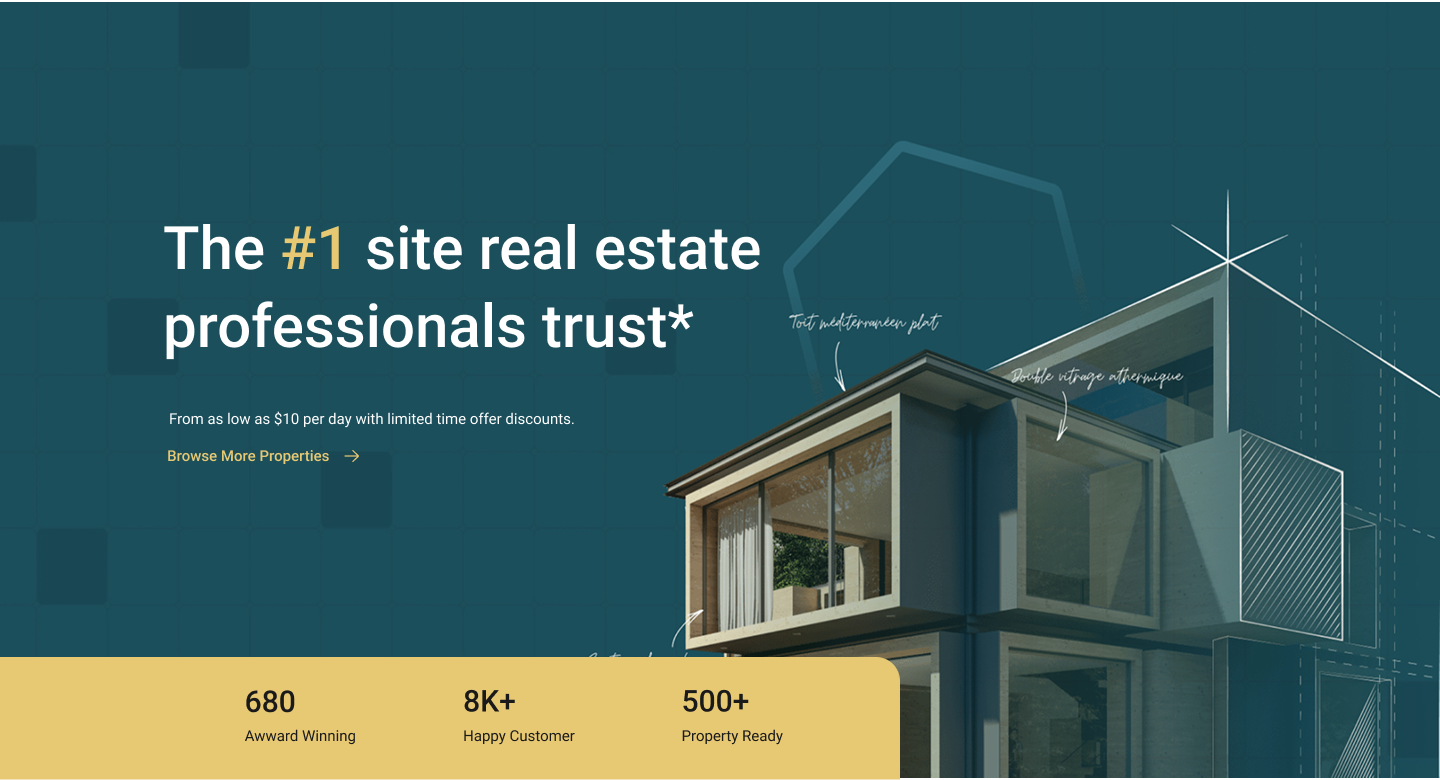 The #1 site real estate
professionals trust*
Toit méditerranéen plat
Double vitrage athermique
From as low as $10 per day with limited time offer discounts.
Browse More Properties
680
Awward Winning
8K+
Happy Customer
500+
Property Ready